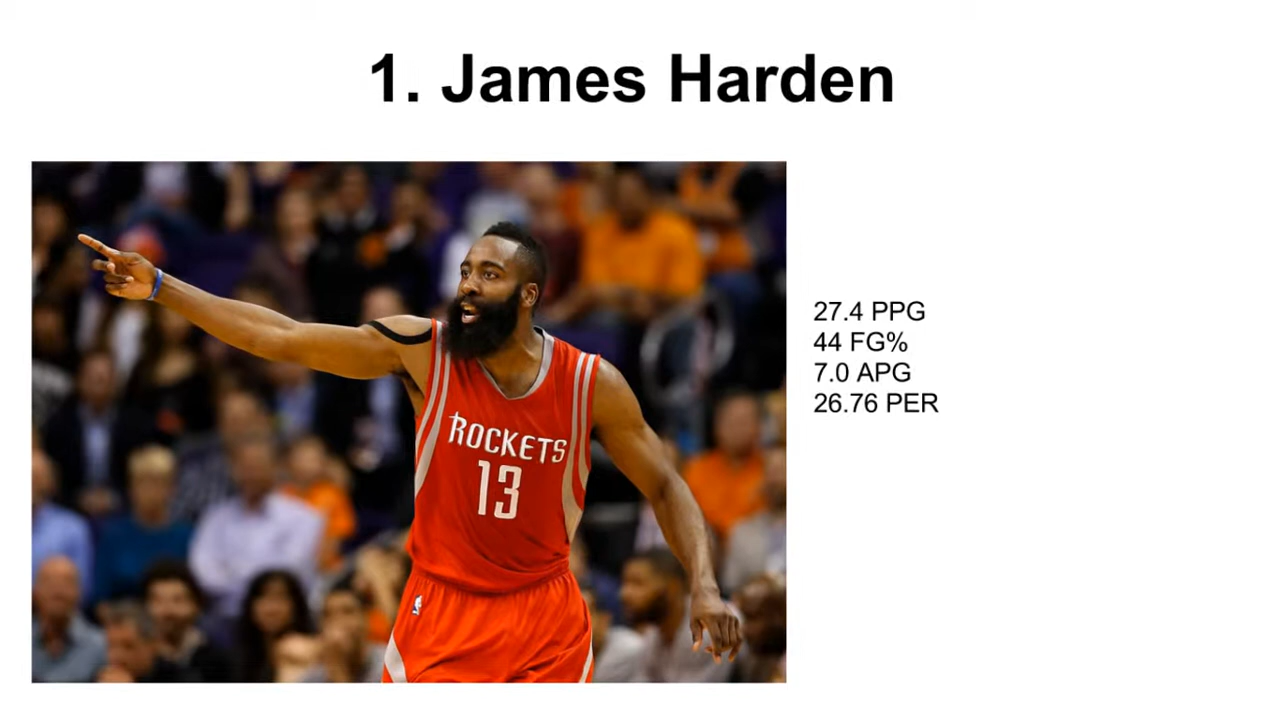 1. James Harden
ROCKETS
13
27.4 PPG
44 FG%
7.0 APG
26.76 PER